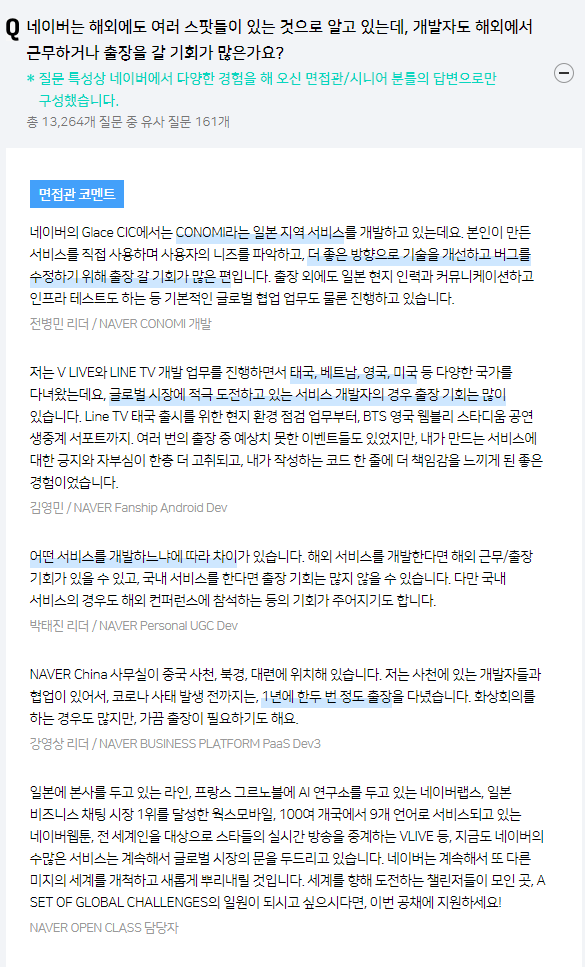 Q 네이버는 해외에도 여러 스팟들이 있는 것으로 알고 있는데, 개발자도 해외에서
근무하거나 출장을 갈 기회가 많은가요?
* 질문 특성상 네이버에서 다양한 경험을 해 오신 면접관/시니어 분들의 답변으로만
구성했습니다.
총 13,264개 질문 중 유사 질문 161개
면접관 코멘트
네이버의 Glace CIC에서는 CONOMI라는 일본 지역 서비스를 개발하고 있는데요. 본인이 만든
서비스를 직접 사용하며 사용자의 니즈를 파악하고, 더 좋은 방향으로 기술을 개선하고 버그를
수정하기 위해 출장 갈 기회가 많은 편입니다. 출장 외에도 일본 현지 인력과 커뮤니케이션하고
인프라 테스트도 하는 등 기본적인 글로벌 협업 업무도 물론 진행하고 있습니다.
전병민 리더 / NAVER CONOMI 개발
저는 V LIVE와 LINE TV 개발 업무를 진행하면서 태국, 베트남, 영국, 미국 등 다양한 국가를
다녀왔는데요, 글로벌 시장에 적극 도전하고 있는 서비스 개발자의 경우 출장 기회는 많이
있습니다. Line TV 태국 출시를 위한 현지 환경 점검 업무부터, BTS 영국 웸블리 스타디움 공연
생중계 서포트까지. 여러 번의 출장 중 예상치 못한 이벤트들도 있었지만, 내가 만드는 서비스에
대한 긍지와 자부심이 한층 더 고취되고, 내가 작성하는 코드 한 줄에 더 책임감을 느끼게 된 좋은
경험이었습니다.
김영민 / NAVER Fanship Android Dev
어떤 서비스를 개발하느냐에 따라 차이가 있습니다. 해외 서비스를 개발한다면 해외 근무/출장
기회가 있을 수 있고, 국내 서비스를 한다면 출장 기회는 많지 않을 수 있습니다. 다만 국내
서비스의 경우도 해외 컨퍼런스에 참석하는 등의 기회가 주어지기도 합니다.
박태진 리더 / NAVER Personal UGC Dev
NAVER China 사무실이 중국 사천, 북경, 대련에 위치해 있습니다. 저는 사천에 있는 개발자들과
협업이 있어서, 코로나 사태 발생 전까지는, 1년에 한두 번 정도 출장을 다녔습니다. 화상회의를
하는 경우도 많지만, 가끔 출장이 필요하기도 해요.
강영상 리더 / NAVER BUSINESS PLATFORM PaaS Dev3
일본에 본사를 두고 있는 라인, 프랑스 그르노블에 AI 연구소를 두고 있는 네이버랩스, 일본
비즈니스 채팅 시장 1위를 달성한 웍스모바일, 100여 개국에서 9개 언어로 서비스되고 있는
네이버웹툰, 전 세계인을 대상으로 스타들의 실시간 방송을 중계하는 VLIVE 등, 지금도 네이버의
수많은 서비스는 계속해서 글로벌 시장의 문을 두드리고 있습니다. 네이버는 계속해서 또 다른
미지의 세계를 개척하고 새롭게 뿌리내릴 것입니다. 세계를 향해 도전하는 챌린저들이 모인 곳, A
SET OF GLOBAL CHALLENGES의 일원이 되시고 싶으시다면, 이번 공채에 지원하세요!
NAVER OPEN CLASS 담당자